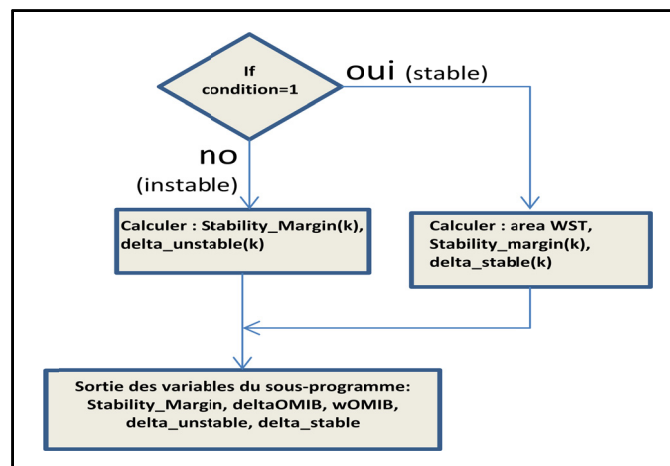 If
condition=1
oui (stable)
no
(instable)
Calculer : Stability_Margin(k),
delta_unstable(k)
Calculer : area WST,
Stability_margin(k),
delta_stable(k)
Sortie des variables du sous-programme:
Stability_Margin, deltaOMIB, wOMIB,
delta_unstable, delta_stable